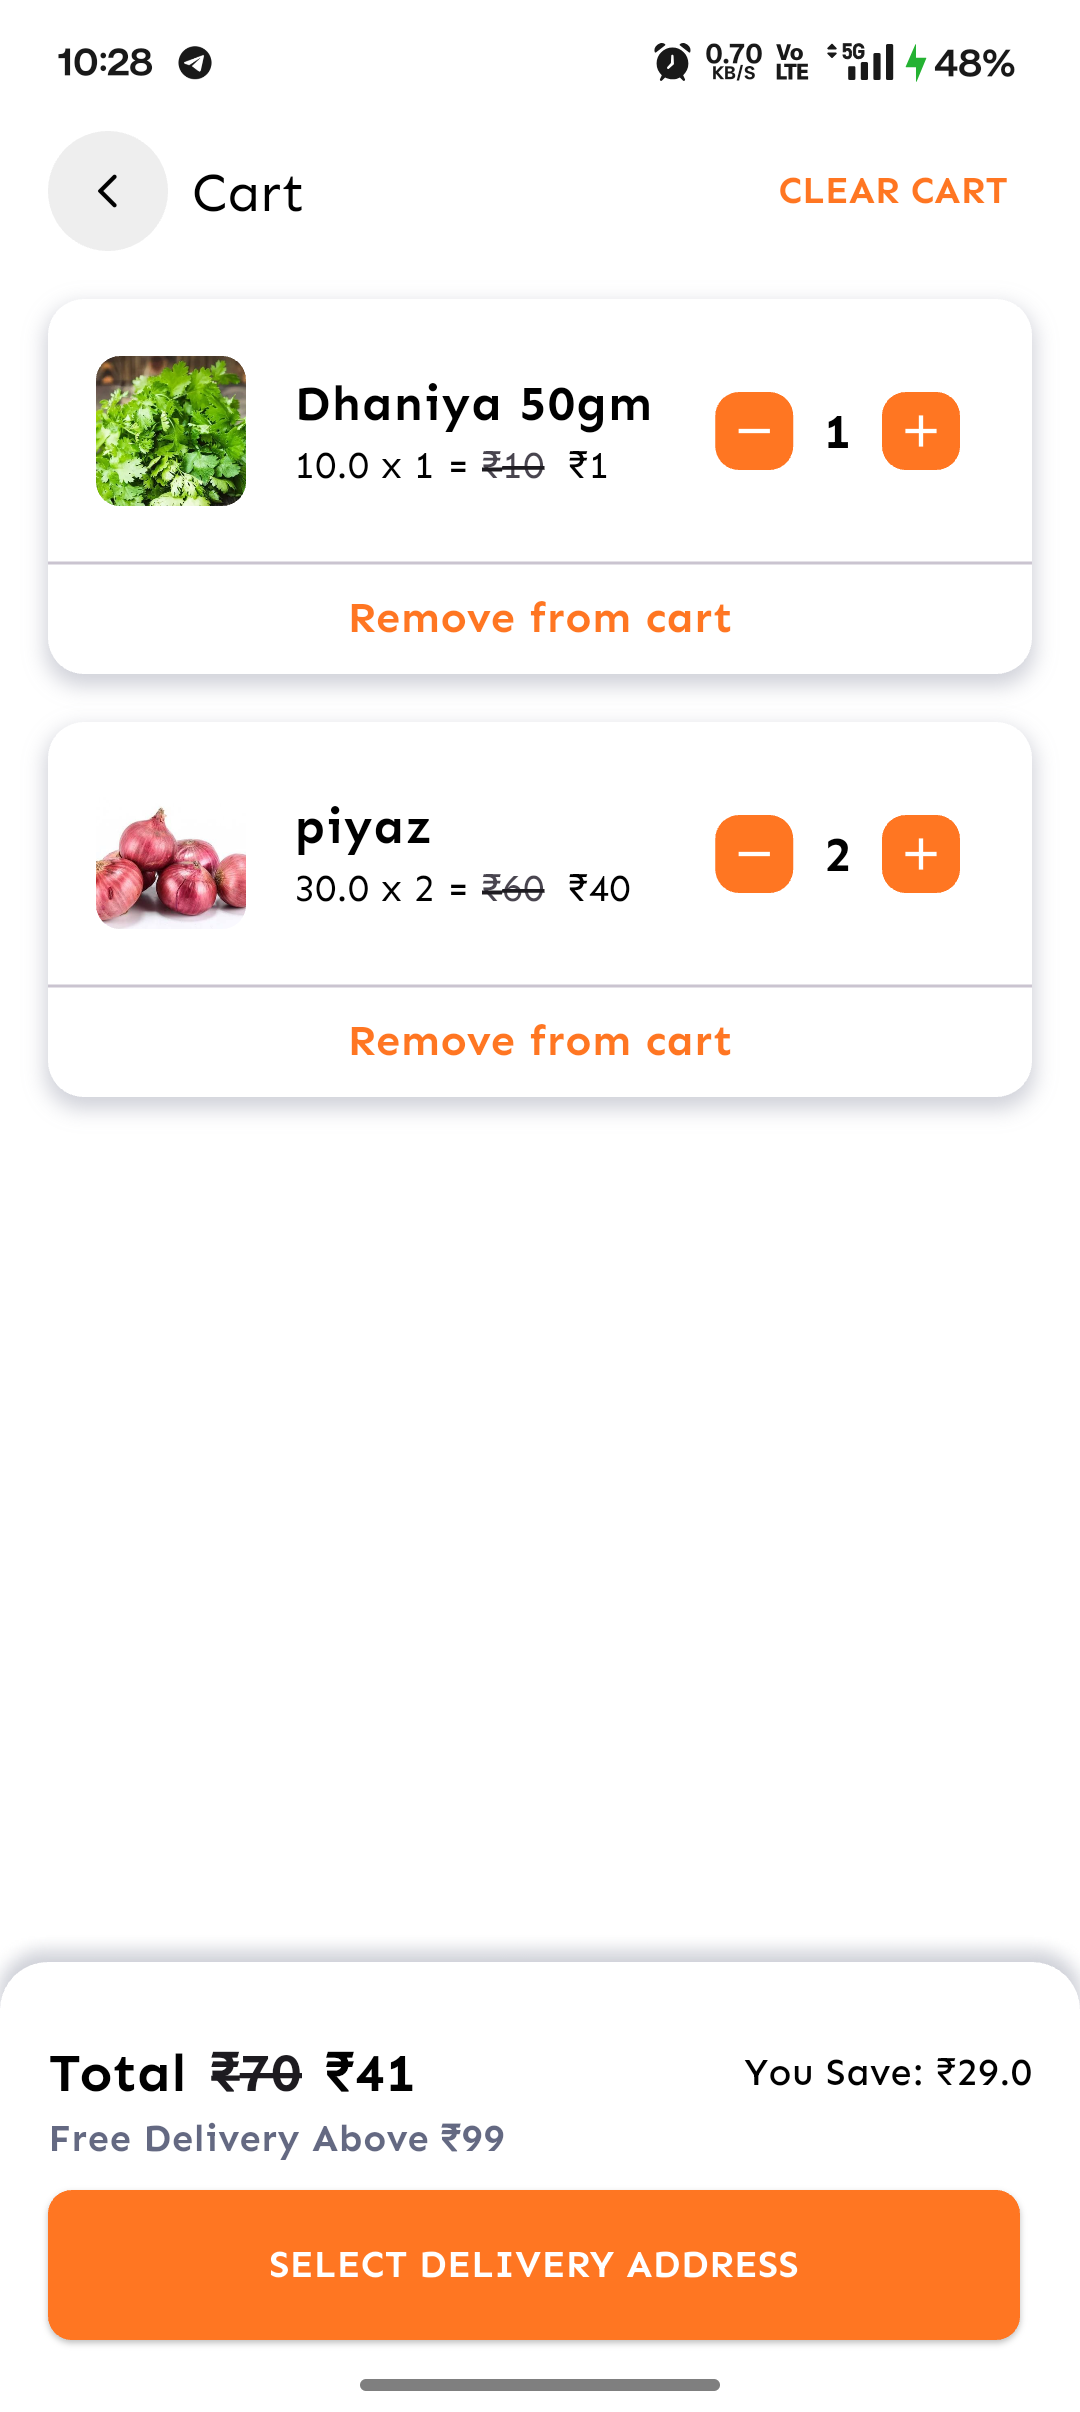 10:28 0.70 KB/S Vo LTE 5G 48%
Cart CLEAR CART
Dhaniya 50gm
10.0 x 1 = ₹10 ₹1
1
Remove from cart
piyaz
30.0 x 2 = ₹60 ₹40
2
Remove from cart
Total ₹70 ₹41 You Save: ₹29.0
Free Delivery Above ₹99
SELECT DELIVERY ADDRESS